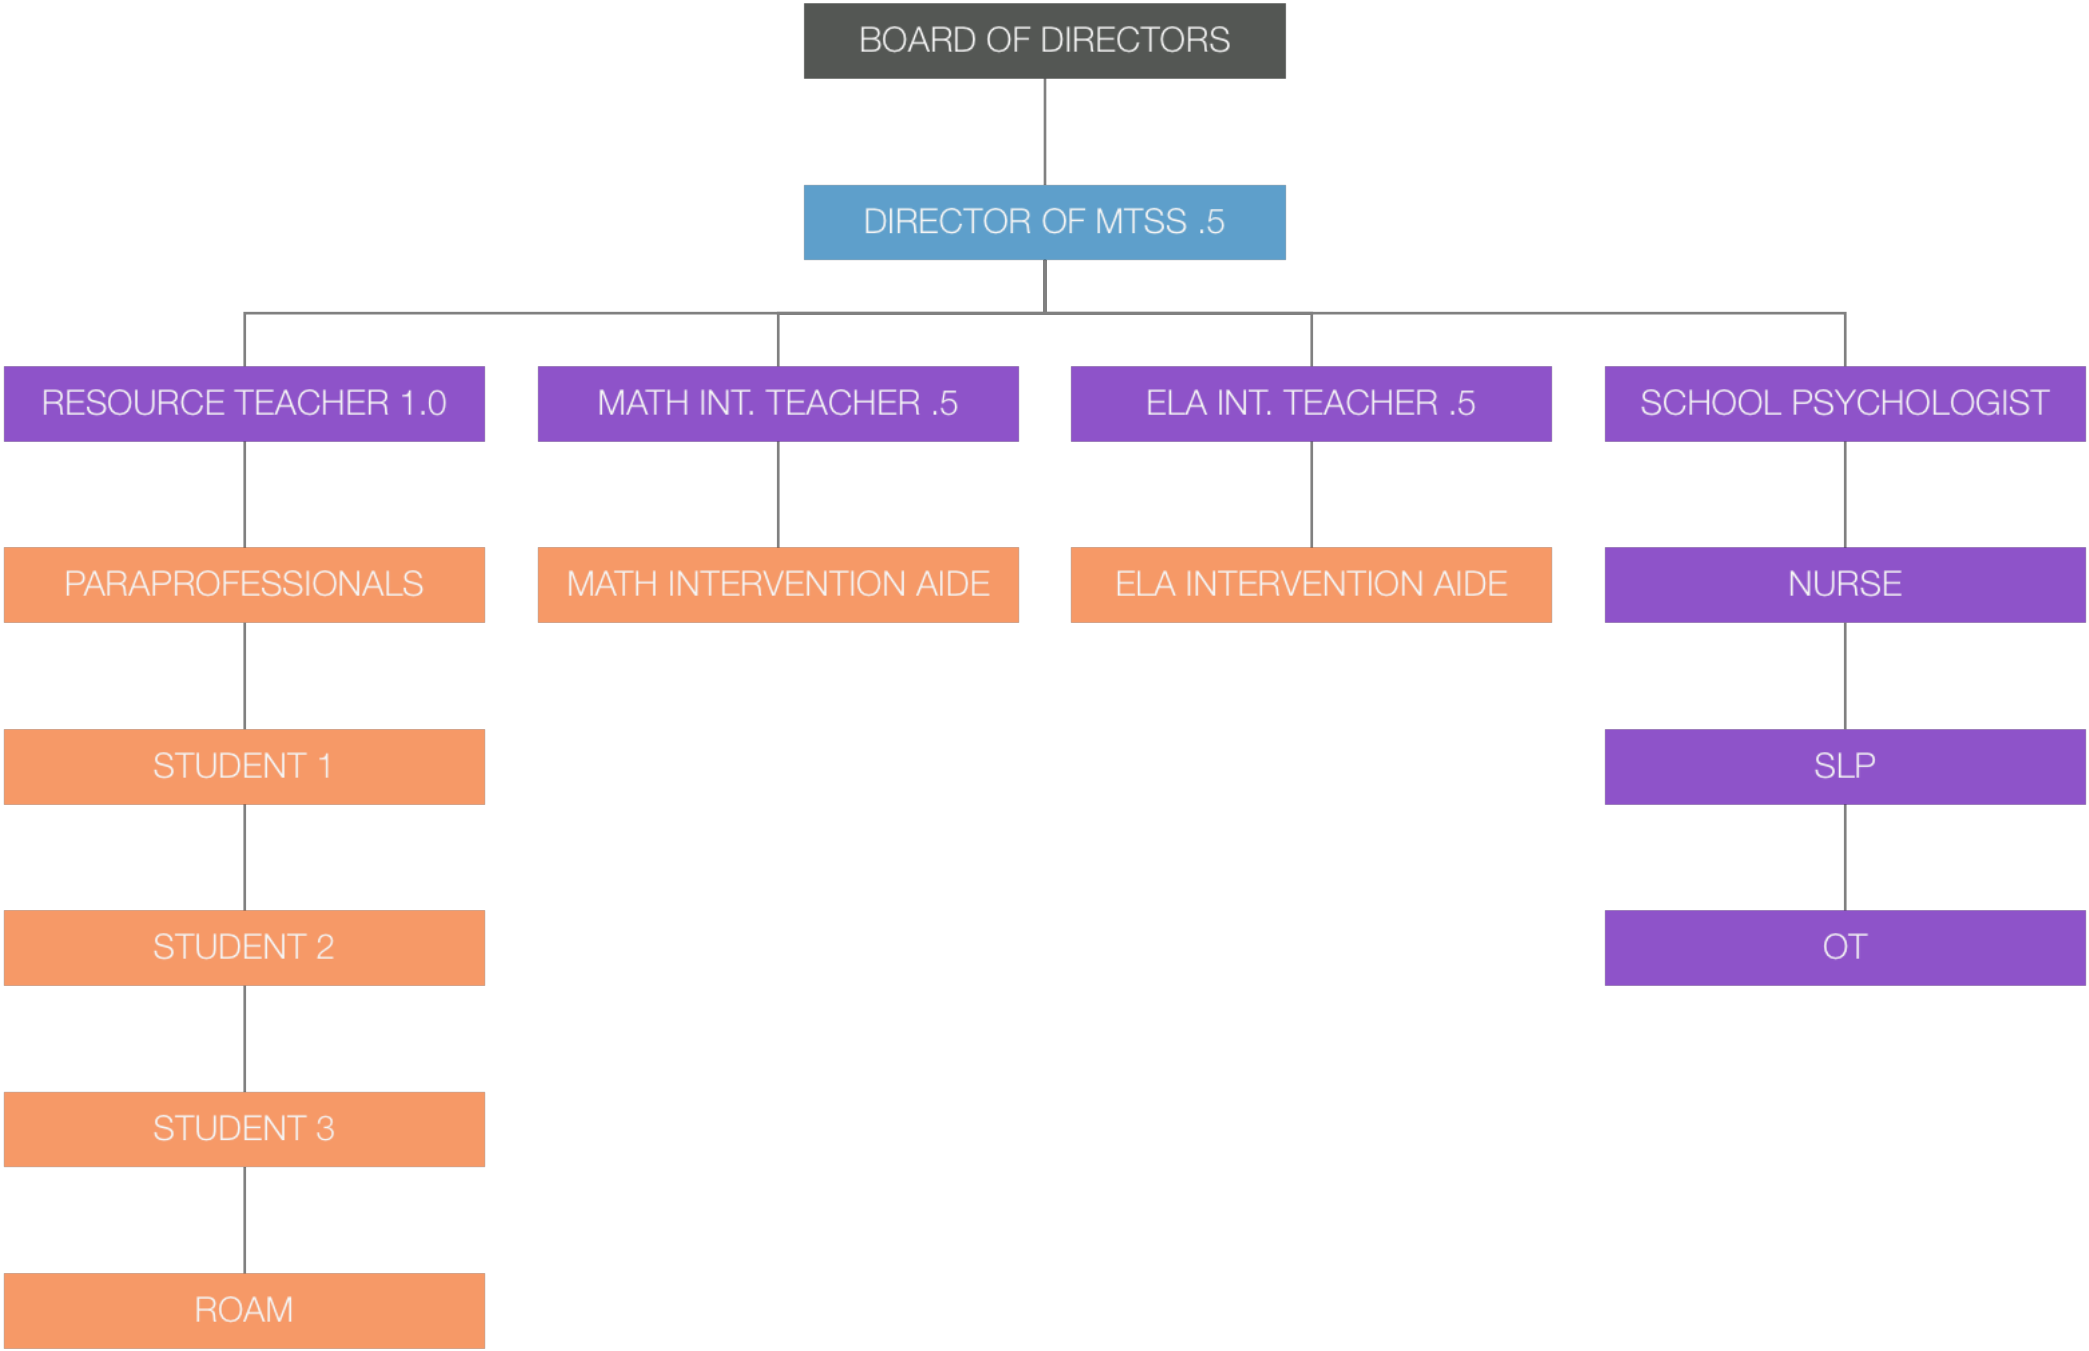 BOARD OF DIRECTORS
DIRECTOR OF MTSS .5
RESOURCE TEACHER 1.0
MATH INT. TEACHER .5
ELA INT. TEACHER .5
SCHOOL PSYCHOLOGIST
PARAPROFESSIONALS
MATH INTERVENTION AIDE
ELA INTERVENTION AIDE
NURSE
STUDENT 1
SLP
STUDENT 2
OT
STUDENT 3
ROAM